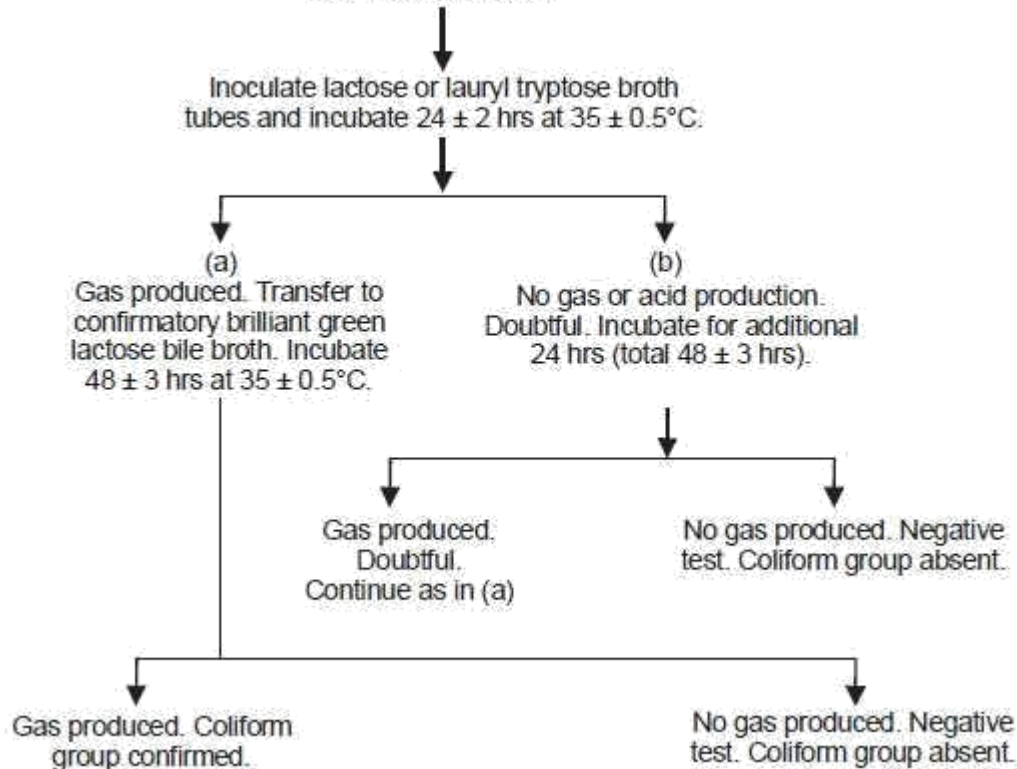 Inoculate lactose or lauryl tryptose broth
tubes and incubate 24 ± 2 hrs at 35 ± 0.5°C.
(a)
Gas produced. Transfer to
confirmatory brilliant green
lactose bile broth. Incubate
48 ± 3 hrs at 35 ± 0.5°C.
(b)
No gas or acid production.
Doubtful. Incubate for additional
24 hrs (total 48 ± 3 hrs).
Gas produced.
Doubtful.
Continue as in (a)
No gas produced. Negative
test. Coliform group absent.
Gas produced. Coliform
group confirmed.
No gas produced. Negative
test. Coliform group absent.